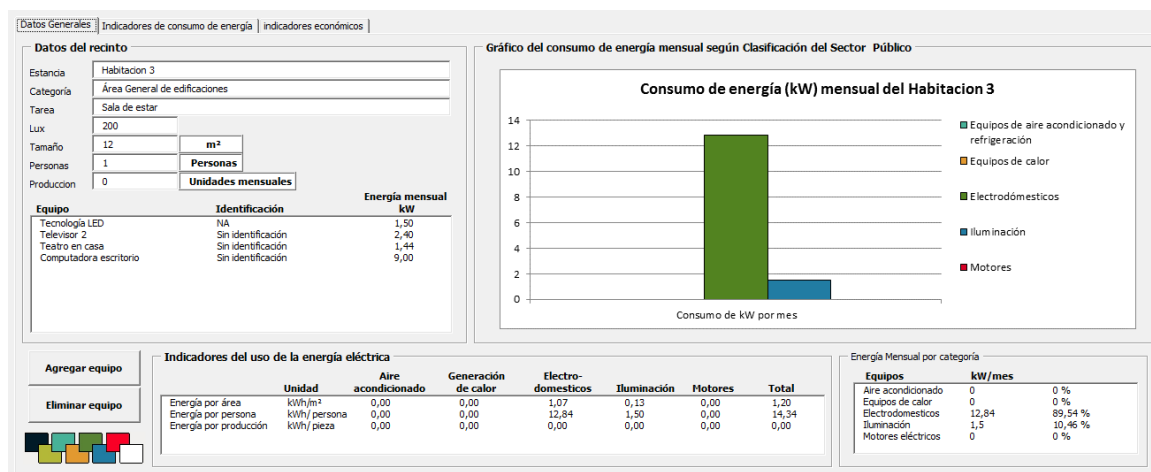 Datos Generales Indicadores de consumo de energía indicadores económicos
Datos del recinto
Estancia Habitacion 3
Categoría Área General de edificaciones
Tarea Sala de estar
Lux 200
Tamaño 12 m²
Personas 1 Personas
Produccion 0 Unidades mensuales
Equipo Identificación Energía mensual kW
Tecnología LED NA 1,50
Televisor 2 Sin identificación 2,40
Teatro en casa Sin identificación 1,44
Computadora escritorio Sin identificación 9,00
Gráfico del consumo de energía mensual según Clasificación del Sector Público
Consumo de energía (kW) mensual del Habitacion 3
14
12
10
8
6
4
2
0
Consumo de kW por mes
Equipos de aire acondicionado y
refrigeración
Equipos de calor
Electrodómesticos
Iluminación
Motores
Agregar equipo
Eliminar equipo
Indicadores del uso de la energía eléctrica
Unidad Aire acondicionado Generación de calor Electro-domesticos Iluminación Motores Total
Energía por área kWh/m² 0,00 0,00 1,07 0,13 0,00 1,20
Energía por persona kWh/persona 0,00 0,00 12,84 1,50 0,00 14,34
Energía por producción kWh/pieza 0,00 0,00 0,00 0,00 0,00 0,00
Energía Mensual por categoría
Equipos kW/mes
Aire acondicionado 0 0 %
Equipos de calor 0 0 %
Electrodomesticos 12,84 89,54 %
Iluminación 1,5 10,46 %
Motores eléctricos 0 0 %